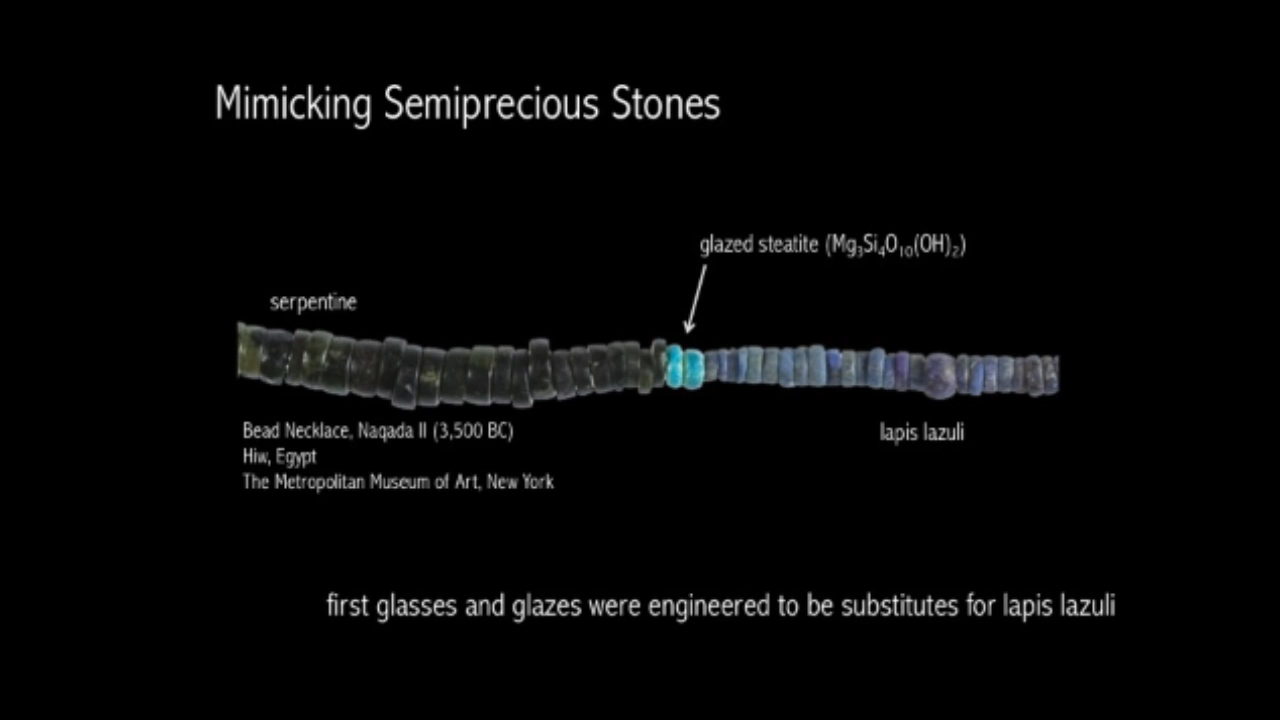 Mimicking Semiprecious Stones
glazed steatite (Mg₃Si₄O₁₀(OH)₂)
serpentine
Bead Necklace, Naqada II (3,500 BC)
Hiw, Egypt
The Metropolitan Museum of Art, New York
lapis lazuli
first glasses and glazes were engineered to be substitutes for lapis lazuli